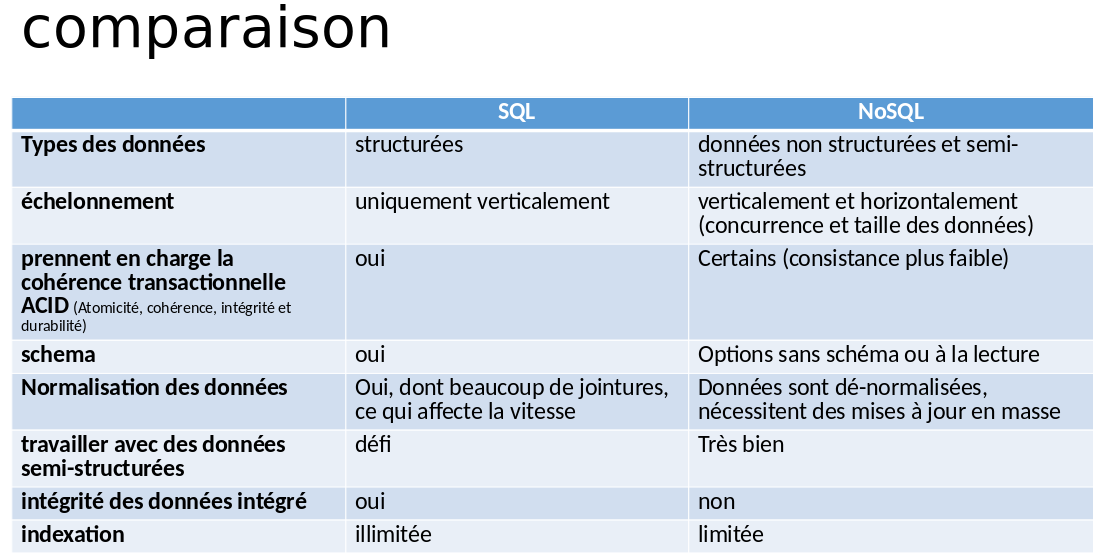 comparaison
SQL NoSQL
Types des données structurées données non structurées et semi-
structurées
échelonnement uniquement verticalement verticalement et horizontalement
(concurrence et taille des données)
prennent en charge la oui Certains (consistance plus faible)
cohérence transactionnelle
ACID (Atomicité, cohérence, intégrité et
durabilité)
schema oui Options sans schéma ou à la lecture
Normalisation des données Oui, dont beaucoup de jointures, Données sont dé-normalisées,
ce qui affecte la vitesse nécessitent des mises à jour en masse
travailler avec des données défi Très bien
semi-structurées
intégrité des données intégré oui non
indexation illimitée limitée